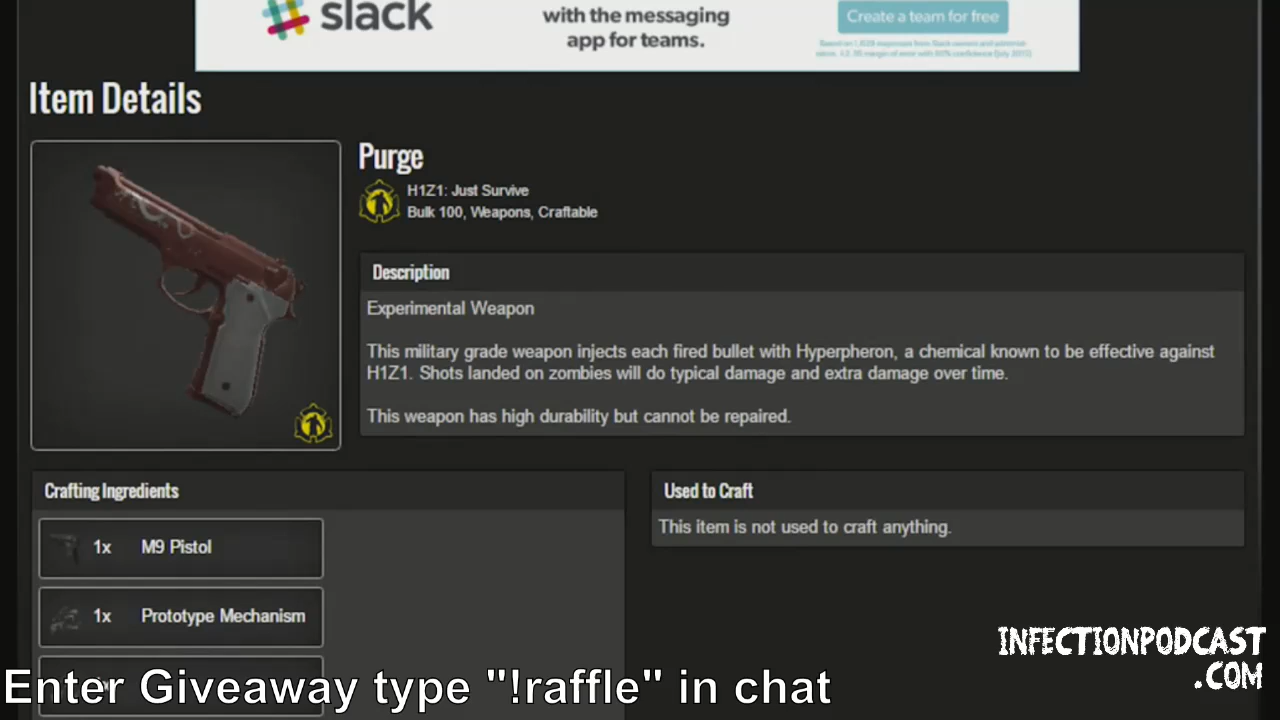 slack
with the messaging
app for teams.
Create a team for free
Item Details
Purge
H1Z1: Just Survive
Bulk 100, Weapons, Craftable
Description
Experimental Weapon
This military grade weapon injects each fired bullet with Hyperpheron, a chemical known to be effective against
H1Z1. Shots landed on zombies will do typical damage and extra damage over time.
This weapon has high durability but cannot be repaired.
Crafting Ingredients
Used to Craft
This item is not used to craft anything.
1x M9 Pistol
1x Prototype Mechanism
INFECTIONPODCAST
.COM
Enter Giveaway type "!raffle" in chat